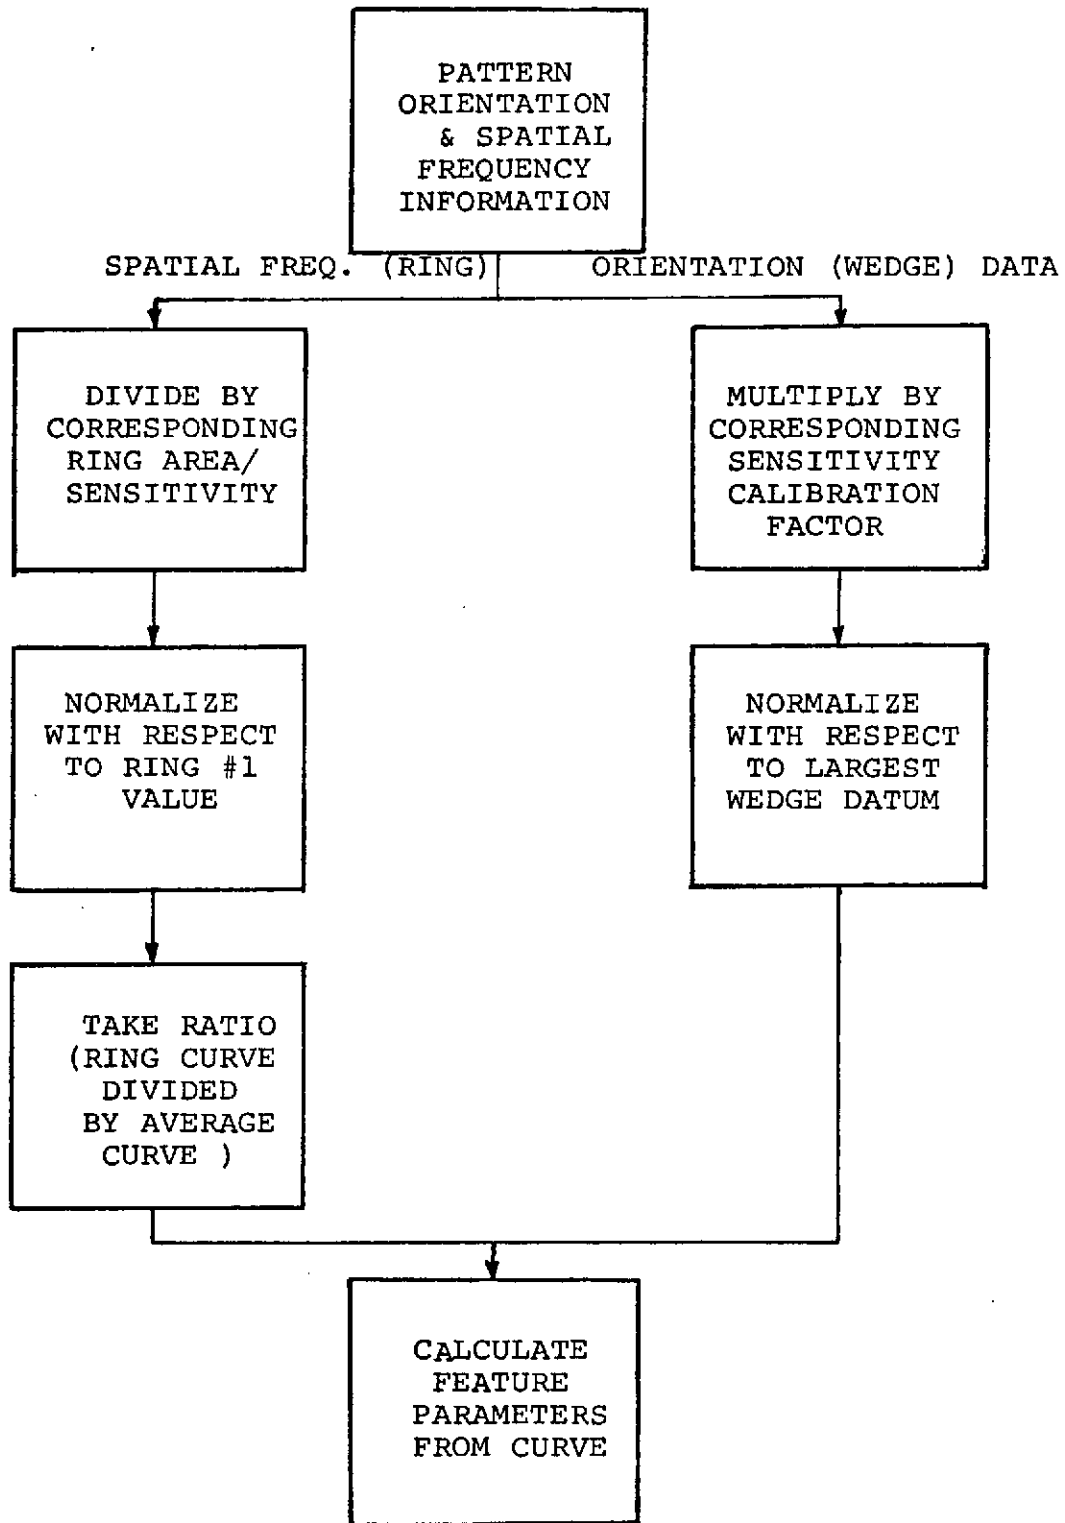 PATTERN
ORIENTATION
& SPATIAL
FREQUENCY
INFORMATION
SPATIAL FREQ. (RING)
ORIENTATION (WEDGE) DATA
DIVIDE BY
CORRESPONDING
RING AREA/
SENSITIVITY
MULTIPLY BY
CORRESPONDING
SENSITIVITY
CALIBRATION
FACTOR
NORMALIZE
WITH RESPECT
TO RING #1
VALUE
NORMALIZE
WITH RESPECT
TO LARGEST
WEDGE DATUM
TAKE RATIO
(RING CURVE
DIVIDED
BY AVERAGE
CURVE )
CALCULATE
FEATURE
PARAMETERS
FROM CURVE